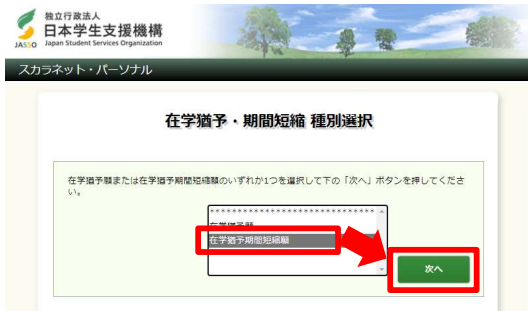 独立行政法人
日本学生支援機構
JASSO Japan Student Services Organization
スカラネット・パーソナル
在学猶予・期間短縮 種別選択
在学猶予願または在学猶予期間短縮願のいずれか1つを選択して下の「次へ」ボタンを押してくださ
い。
******************************
在学猶予願
在学猶予期間短縮願
次へ